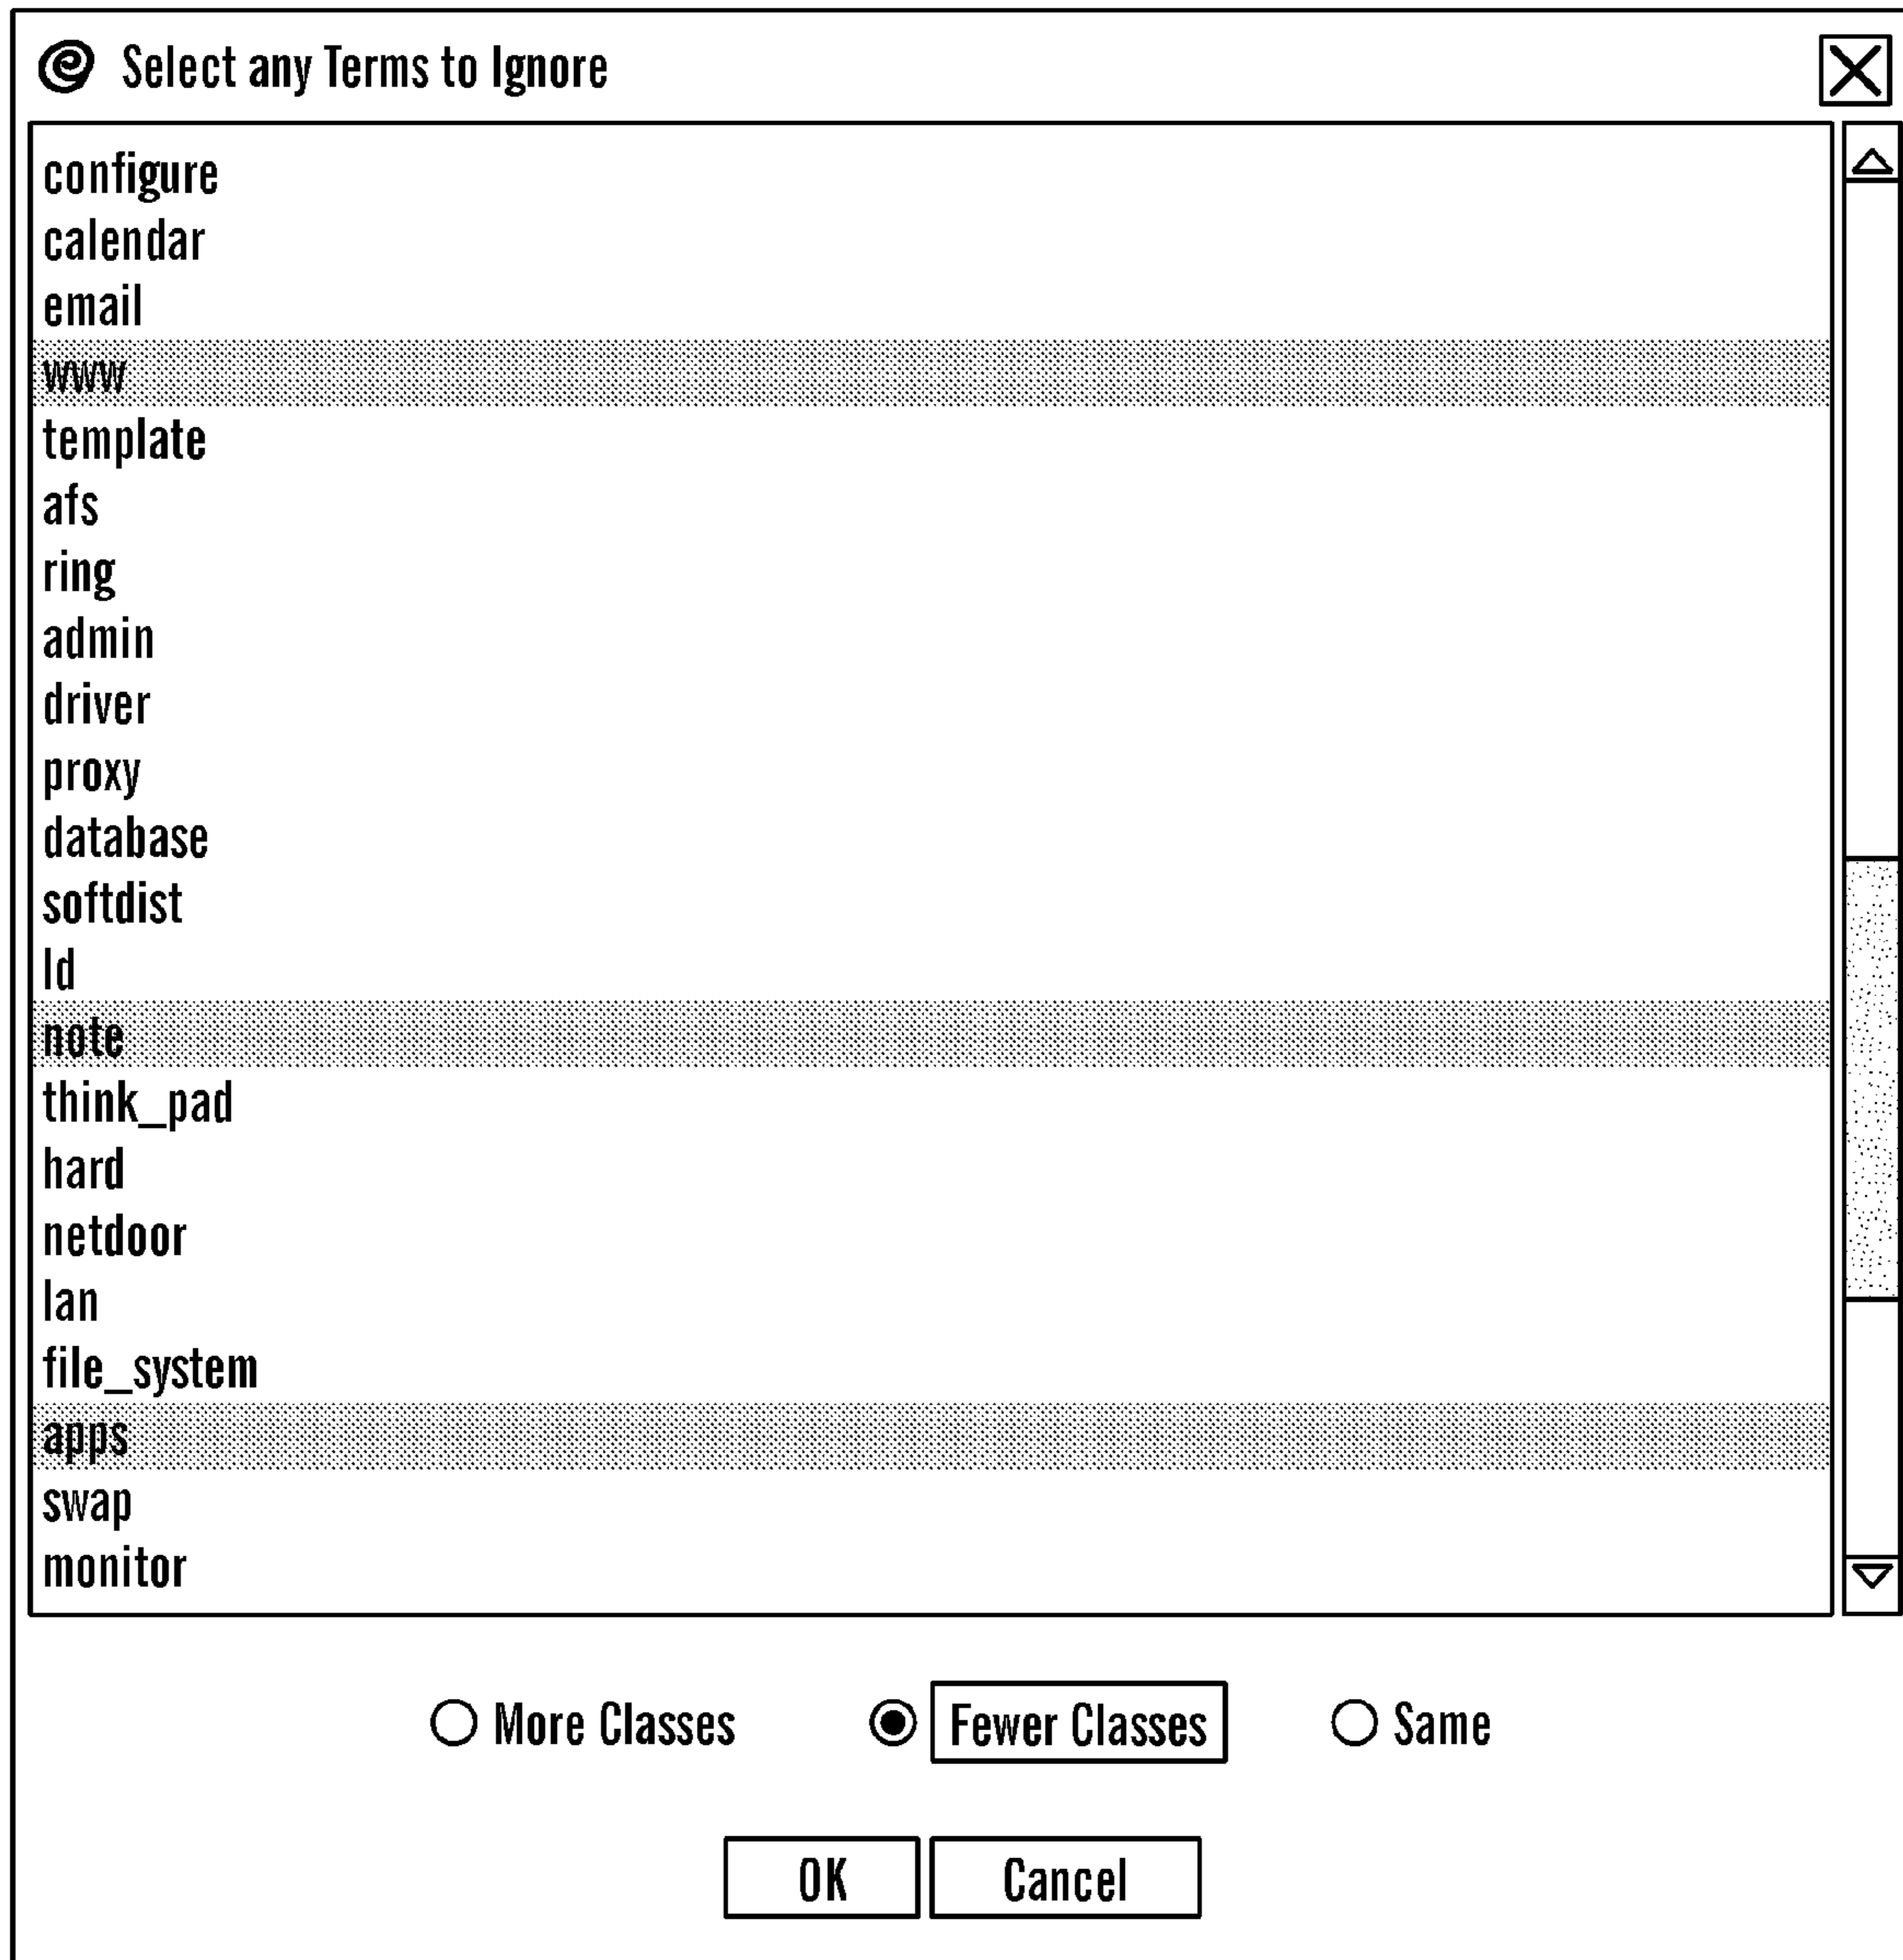 Select any Terms to Ignore
configure
calendar
email
www
template
afs
ring
admin
driver
proxy
database
softdist
ld
note
think_pad
hard
netdoor
lan
file_system
apps
swap
monitor
More Classes Fewer Classes Same
OK Cancel